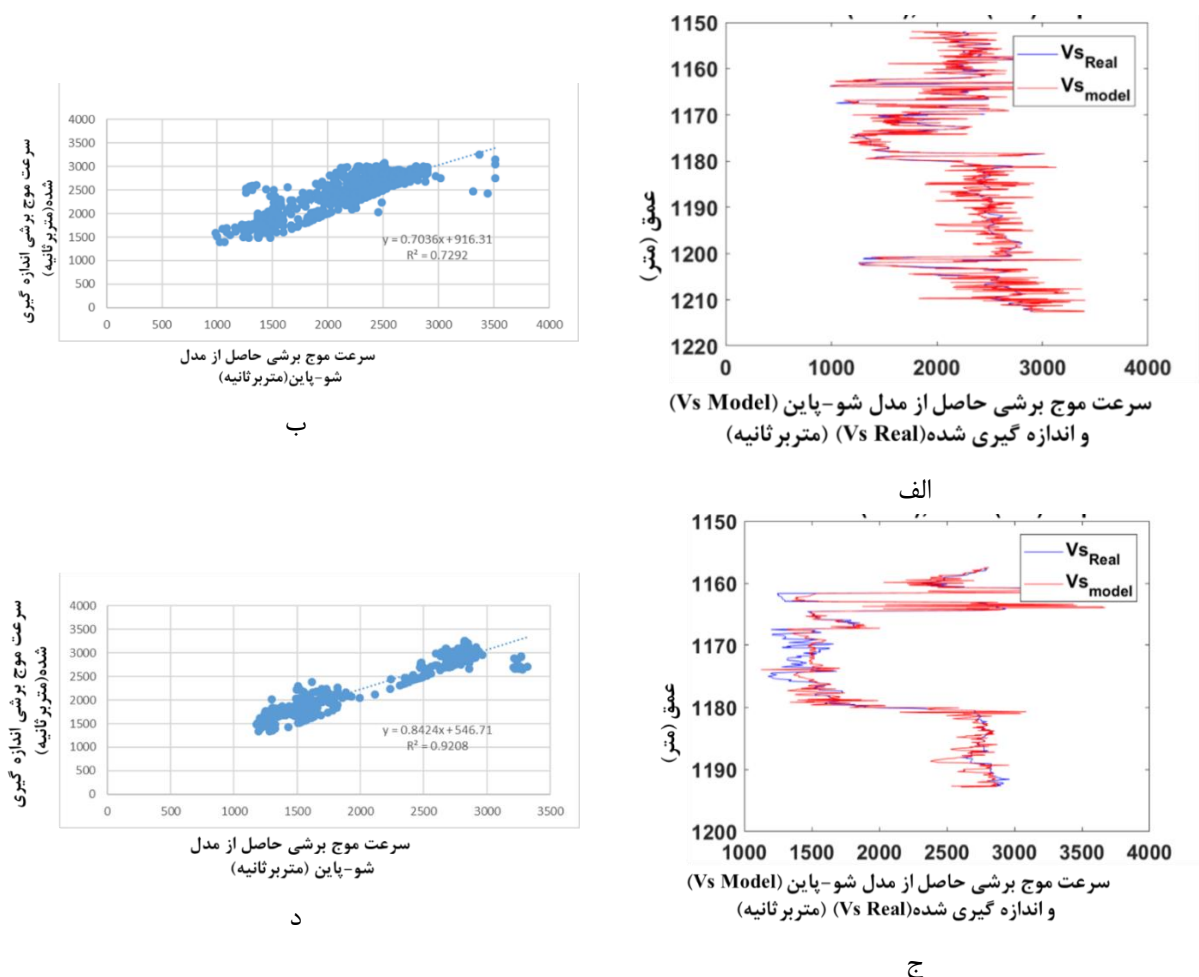 1150
1160
1170
1180
1190
1200
1210
1220
0
1000
2000
3000
4000
Vs Real
Vs model
عمق (متر)
سرعت موج برشی حاصل از مدل شو-پاین (Vs Model)
و اندازه گیری شده(Vs Real) (متربرثانیه)
الف
4000
3500
3000
2500
2000
1500
1000
500
0
0
500
1000
1500
2000
2500
3000
3500
4000
y = 0.7036x + 916.31
R² = 0.7292
سرعت موج برشی اندازه گیری
شده(متربرثانیه)
سرعت موج برشی حاصل از مدل
شو-پاین(متربرثانیه)
ب
1150
1160
1170
1180
1190
1200
1000
1500
2000
2500
3000
3500
4000
Vs Real
Vs model
عمق (متر)
سرعت موج برشی حاصل از مدل شو-پاین (Vs Model)
و اندازه گیری شده(Vs Real) (متربرثانیه)
ج
4000
3500
3000
2500
2000
1500
1000
500
0
0
500
1000
1500
2000
2500
3000
3500
y = 0.8424x + 546.71
R² = 0.9208
سرعت موج برشی اندازه گیری
شده(متربرثانیه)
سرعت موج برشی حاصل از مدل
شو-پاین (متربرثانیه)
د